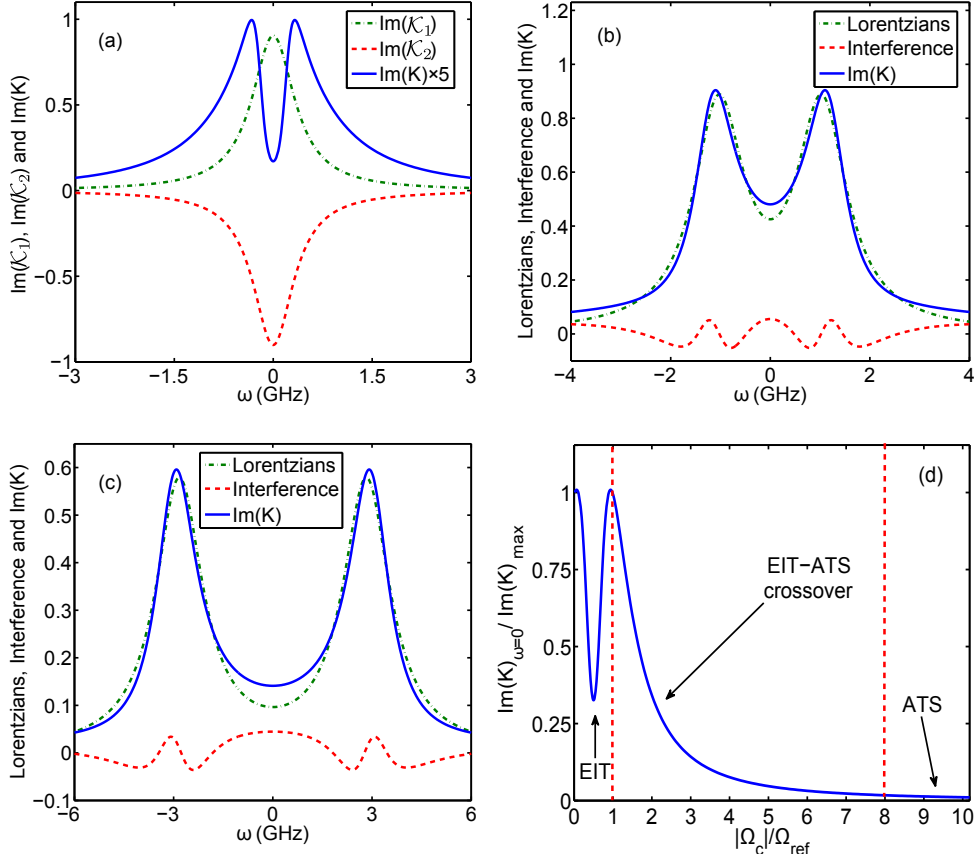 (a)
Im(𝒦₁)
Im(𝒦₂)
Im(K)×5
Im(𝒦₁), Im(𝒦₂) and Im(K)
1
0.5
0
−0.5
−1
−3 −1.5 0 1.5 3
ω (GHz)
(b)
Lorentzians
Interference
Im(K)
Lorentzians, Interference and Im(K)
1.2
1
0.8
0.6
0.4
0.2
0
−4 −2 0 2 4
ω (GHz)
(c)
Lorentzians
Interference
Im(K)
Lorentzians, Interference and Im(K)
0.6
0.5
0.4
0.3
0.2
0.1
0
−0.1
−6 −3 0 3 6
ω (GHz)
(d)
Im(K)ω=0/ Im(K)max
1
0.75
0.5
0.25
0
EIT−ATS
crossover
ATS
EIT
0 1 2 3 4 5 6 7 8 9 10
|Ωc|/Ωref